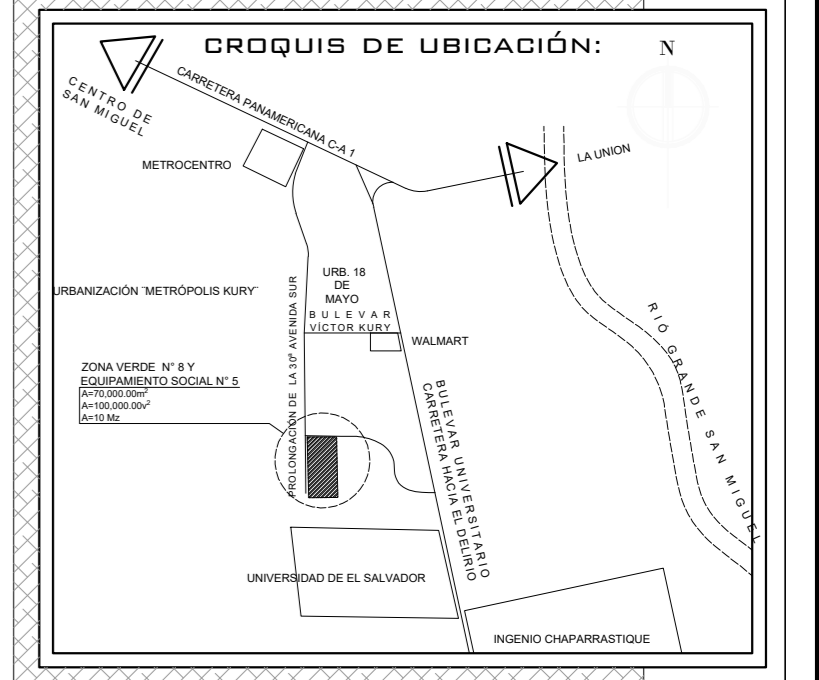 CROQUIS DE UBICACIÓN:
N
CENTRO DE
SAN MIGUEL
CARRETERA PANAMERICANA C-A 1
METROCENTRO
LA UNION
URBANIZACIÓN ¨METRÓPOLIS KURY¨
URB. 18
DE
MAYO
BULEVAR
VÍCTOR KURY
WALMART
PROLONGACIÓN DE LA 30ª AVENIDA SUR
RIÓ GRANDE SAN MIGUEL
ZONA VERDE N° 8 Y
EQUIPAMIENTO SOCIAL N° 5
A=70,000.00m²
A=100,000.00v²
A=10 Mz
BULEVAR UNIVERSITARIO
CARRETERA HACIA EL DELIRIO
UNIVERSIDAD DE EL SALVADOR
INGENIO CHAPARRASTIQUE